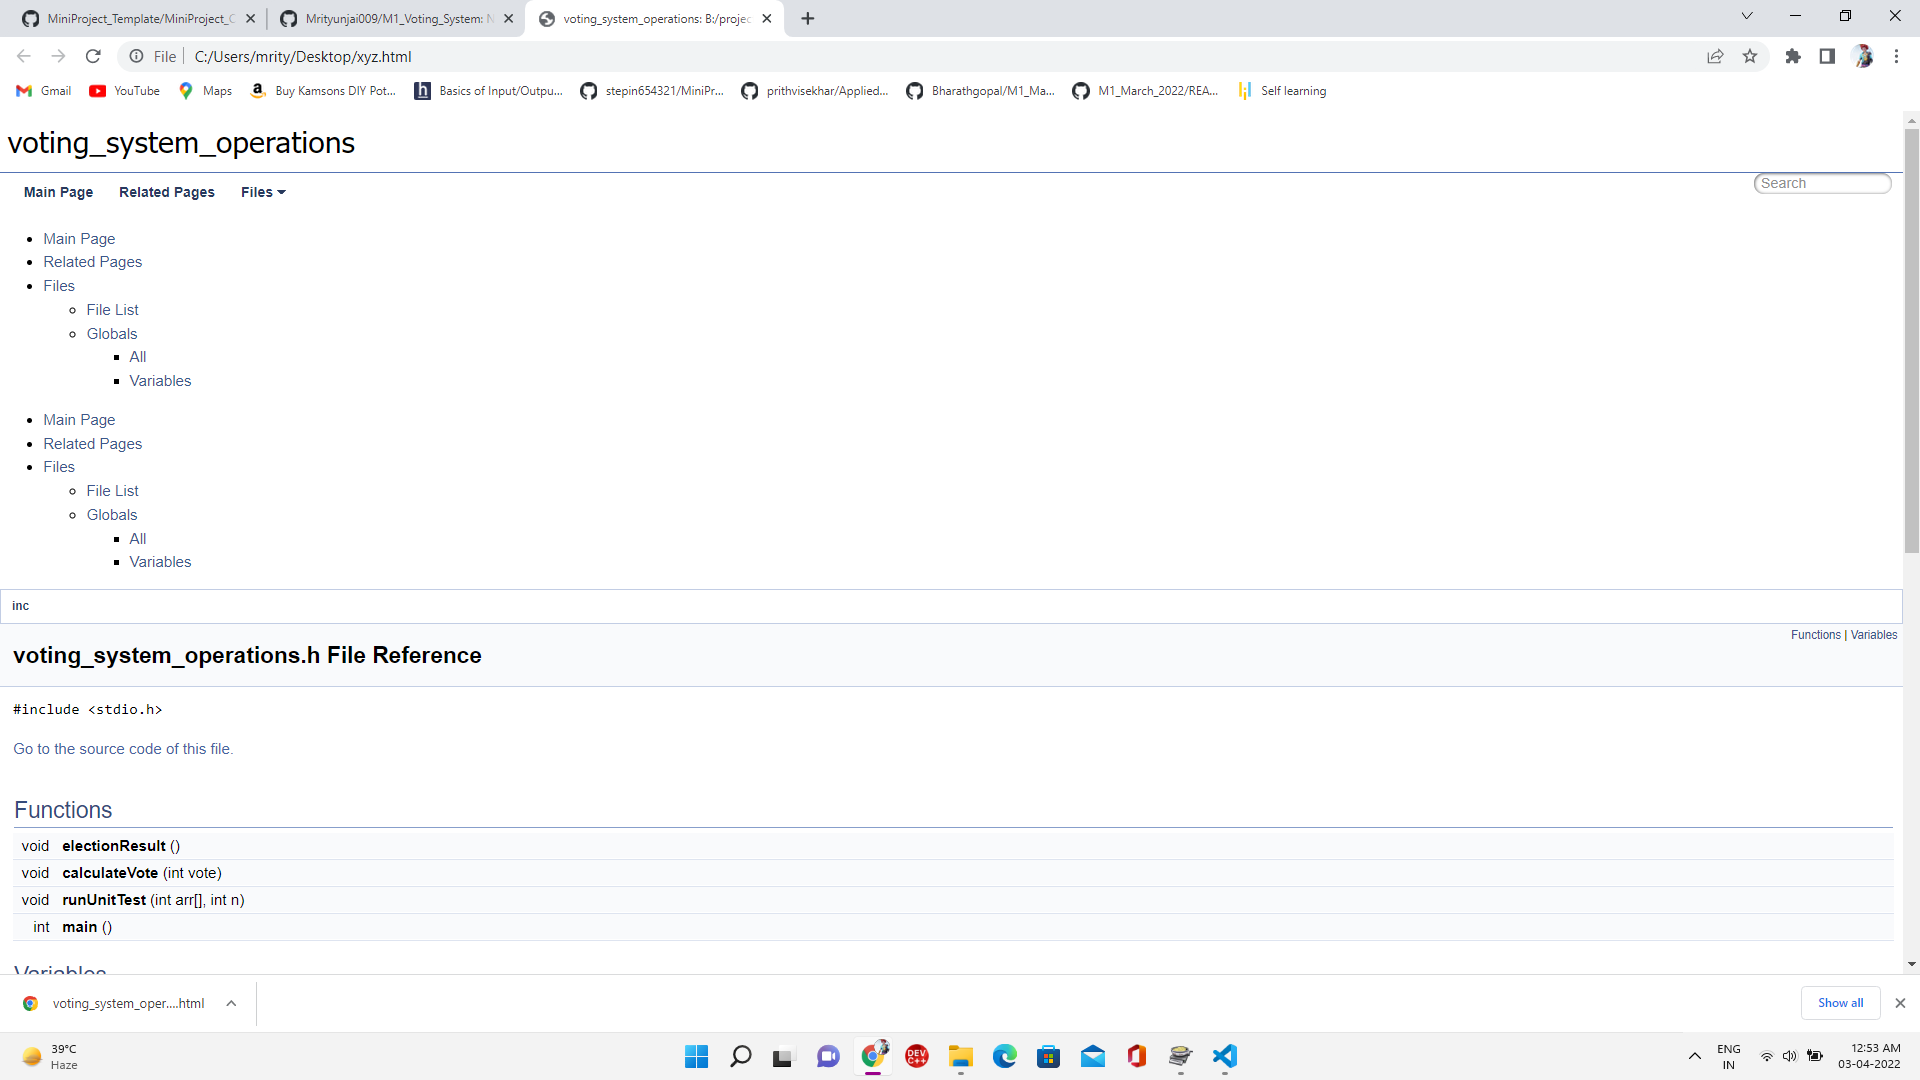 MiniProject_Template/MiniProject_C
Mrityunjai009/M1_Voting_System: N
voting_system_operations: B:/projec
File
C:/Users/mrity/Desktop/xyz.html
Gmail
YouTube
Maps
Buy Kamsons DIY Pot...
Basics of Input/Outpu...
stepin654321/MiniPr...
prithvisekhar/Applied...
Bharathgopal/M1_Ma...
M1_March_2022/REA...
Self learning
voting_system_operations
Main Page
Related Pages
Files
Search
Main Page
Related Pages
Files
File List
Globals
All
Variables
Main Page
Related Pages
Files
File List
Globals
All
Variables
inc
Functions | Variables
voting_system_operations.h File Reference
#include <stdio.h>
Go to the source code of this file.
Functions
void electionResult ()
void calculateVote (int vote)
void runUnitTest (int arr[], int n)
int main ()
Variables
voting_system_oper....html
Show all
39°C
Haze
DEV
C++
ENG
IN
12:53 AM
03-04-2022